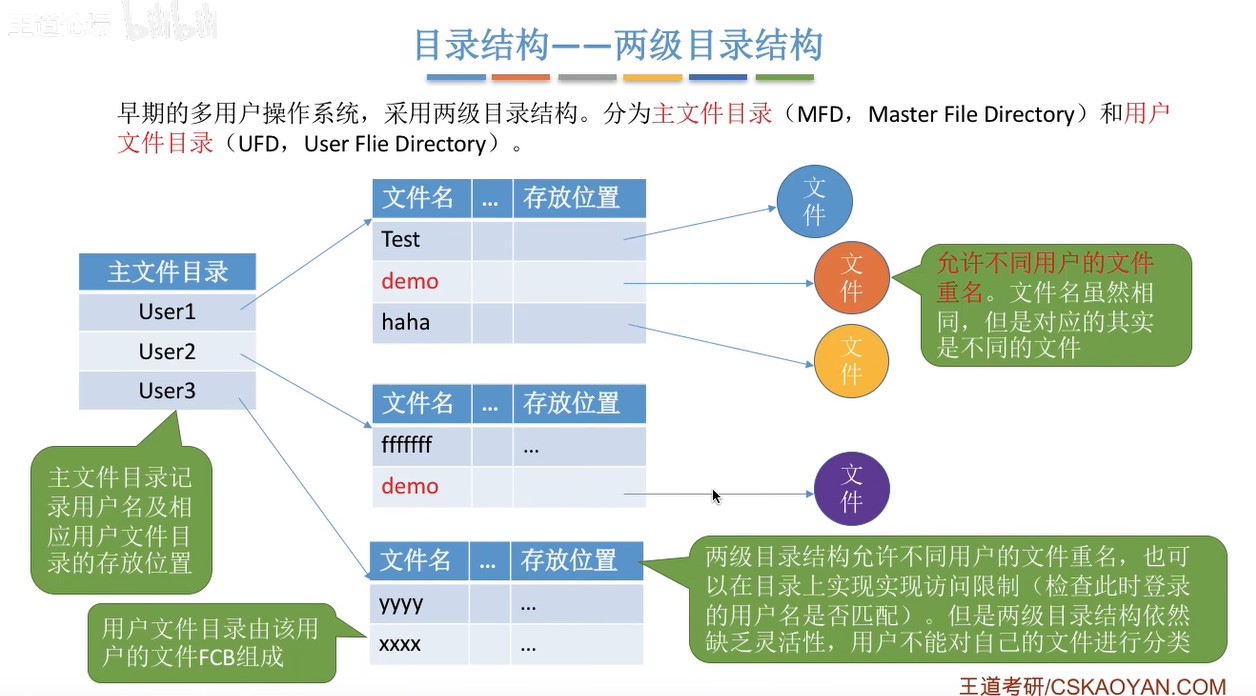 王道论坛 bilibili
目录结构——两级目录结构
早期的多用户操作系统，采用两级目录结构。分为主文件目录（MFD，Master File Directory）和用户
文件目录（UFD，User Flie Directory）。
文件名 ... 存放位置
Test
demo
haha
文
件
文
件
文
件
允许不同用户的文件
重名。文件名虽然相
同，但是对应的其实
是不同的文件
主文件目录
User1
User2
User3
文件名 ... 存放位置
fffffff ...
demo
文
件
主文件目录记
录用户名及相
应用户文件目
录的存放位置
文件名 ... 存放位置
yyyy ...
xxxx ...
两级目录结构允许不同用户的文件重名，也可
以在目录上实现实现访问限制（检查此时登录
的用户名是否匹配）。但是两级目录结构依然
缺乏灵活性，用户不能对自己的文件进行分类
用户文件目录由该用
户的文件FCB组成
王道考研/CSKAOYAN.COM